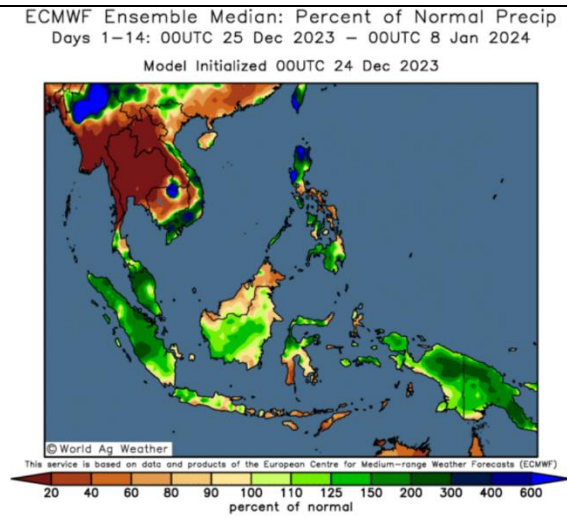 ECMWF Ensemble Median: Percent of Normal Precip
Days 1-14: 00UTC 25 Dec 2023 - 00UTC 8 Jan 2024
Model Initialized 00UTC 24 Dec 2023
©World Ag Weather
This service is based on data and products of the European Centre for Medium-range Weather Forecasts (ECMWF)
20 40 60 80 90 100 110 125 150 200 300 400 600
percent of normal